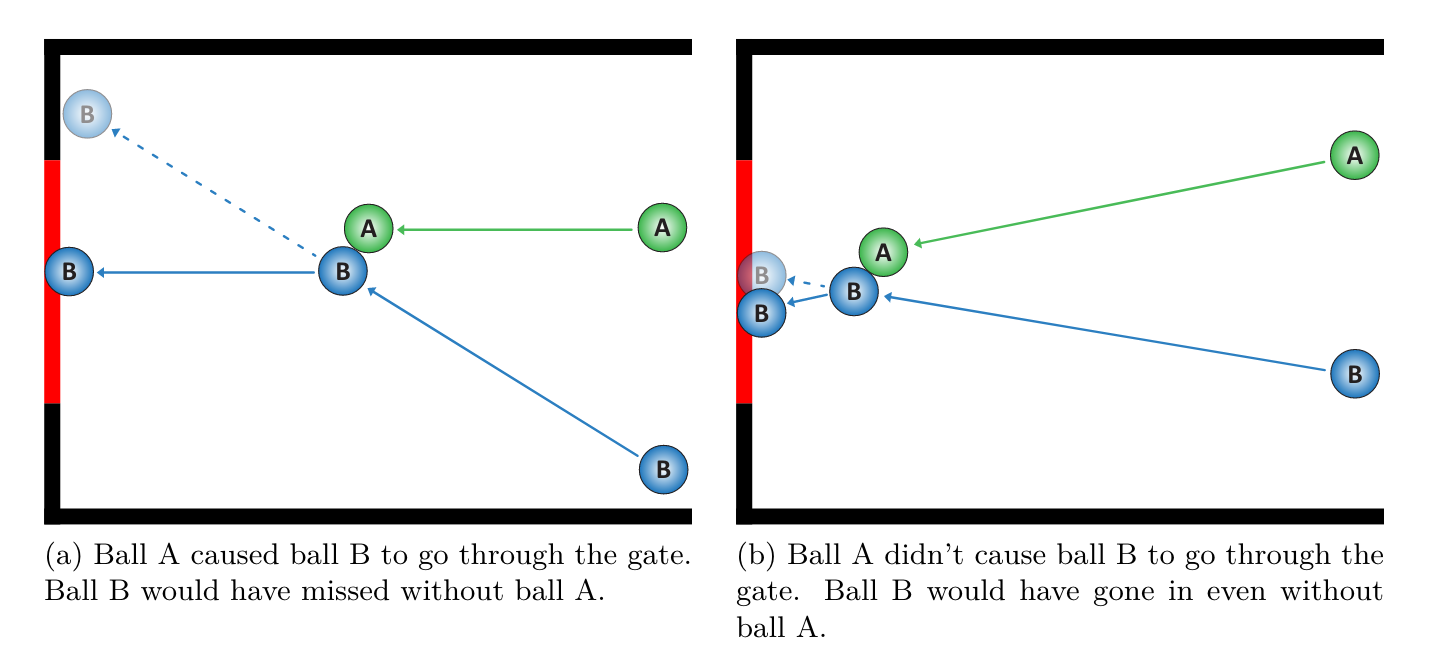 B
A
A
B
B
B
(a) Ball A caused ball B to go through the gate.
Ball B would have missed without ball A.
A
A
B
B
B
B
(b) Ball A didn't cause ball B to go through the
gate. Ball B would have gone in even without
ball A.